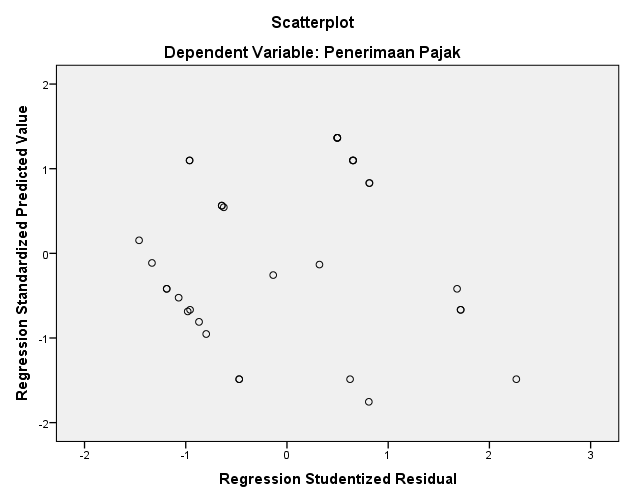 Scatterplot
Dependent Variable: Penerimaan Pajak
Regression Standardized Predicted Value
2
1
0
-1
-2
-2
-1
0
1
2
3
Regression Studentized Residual